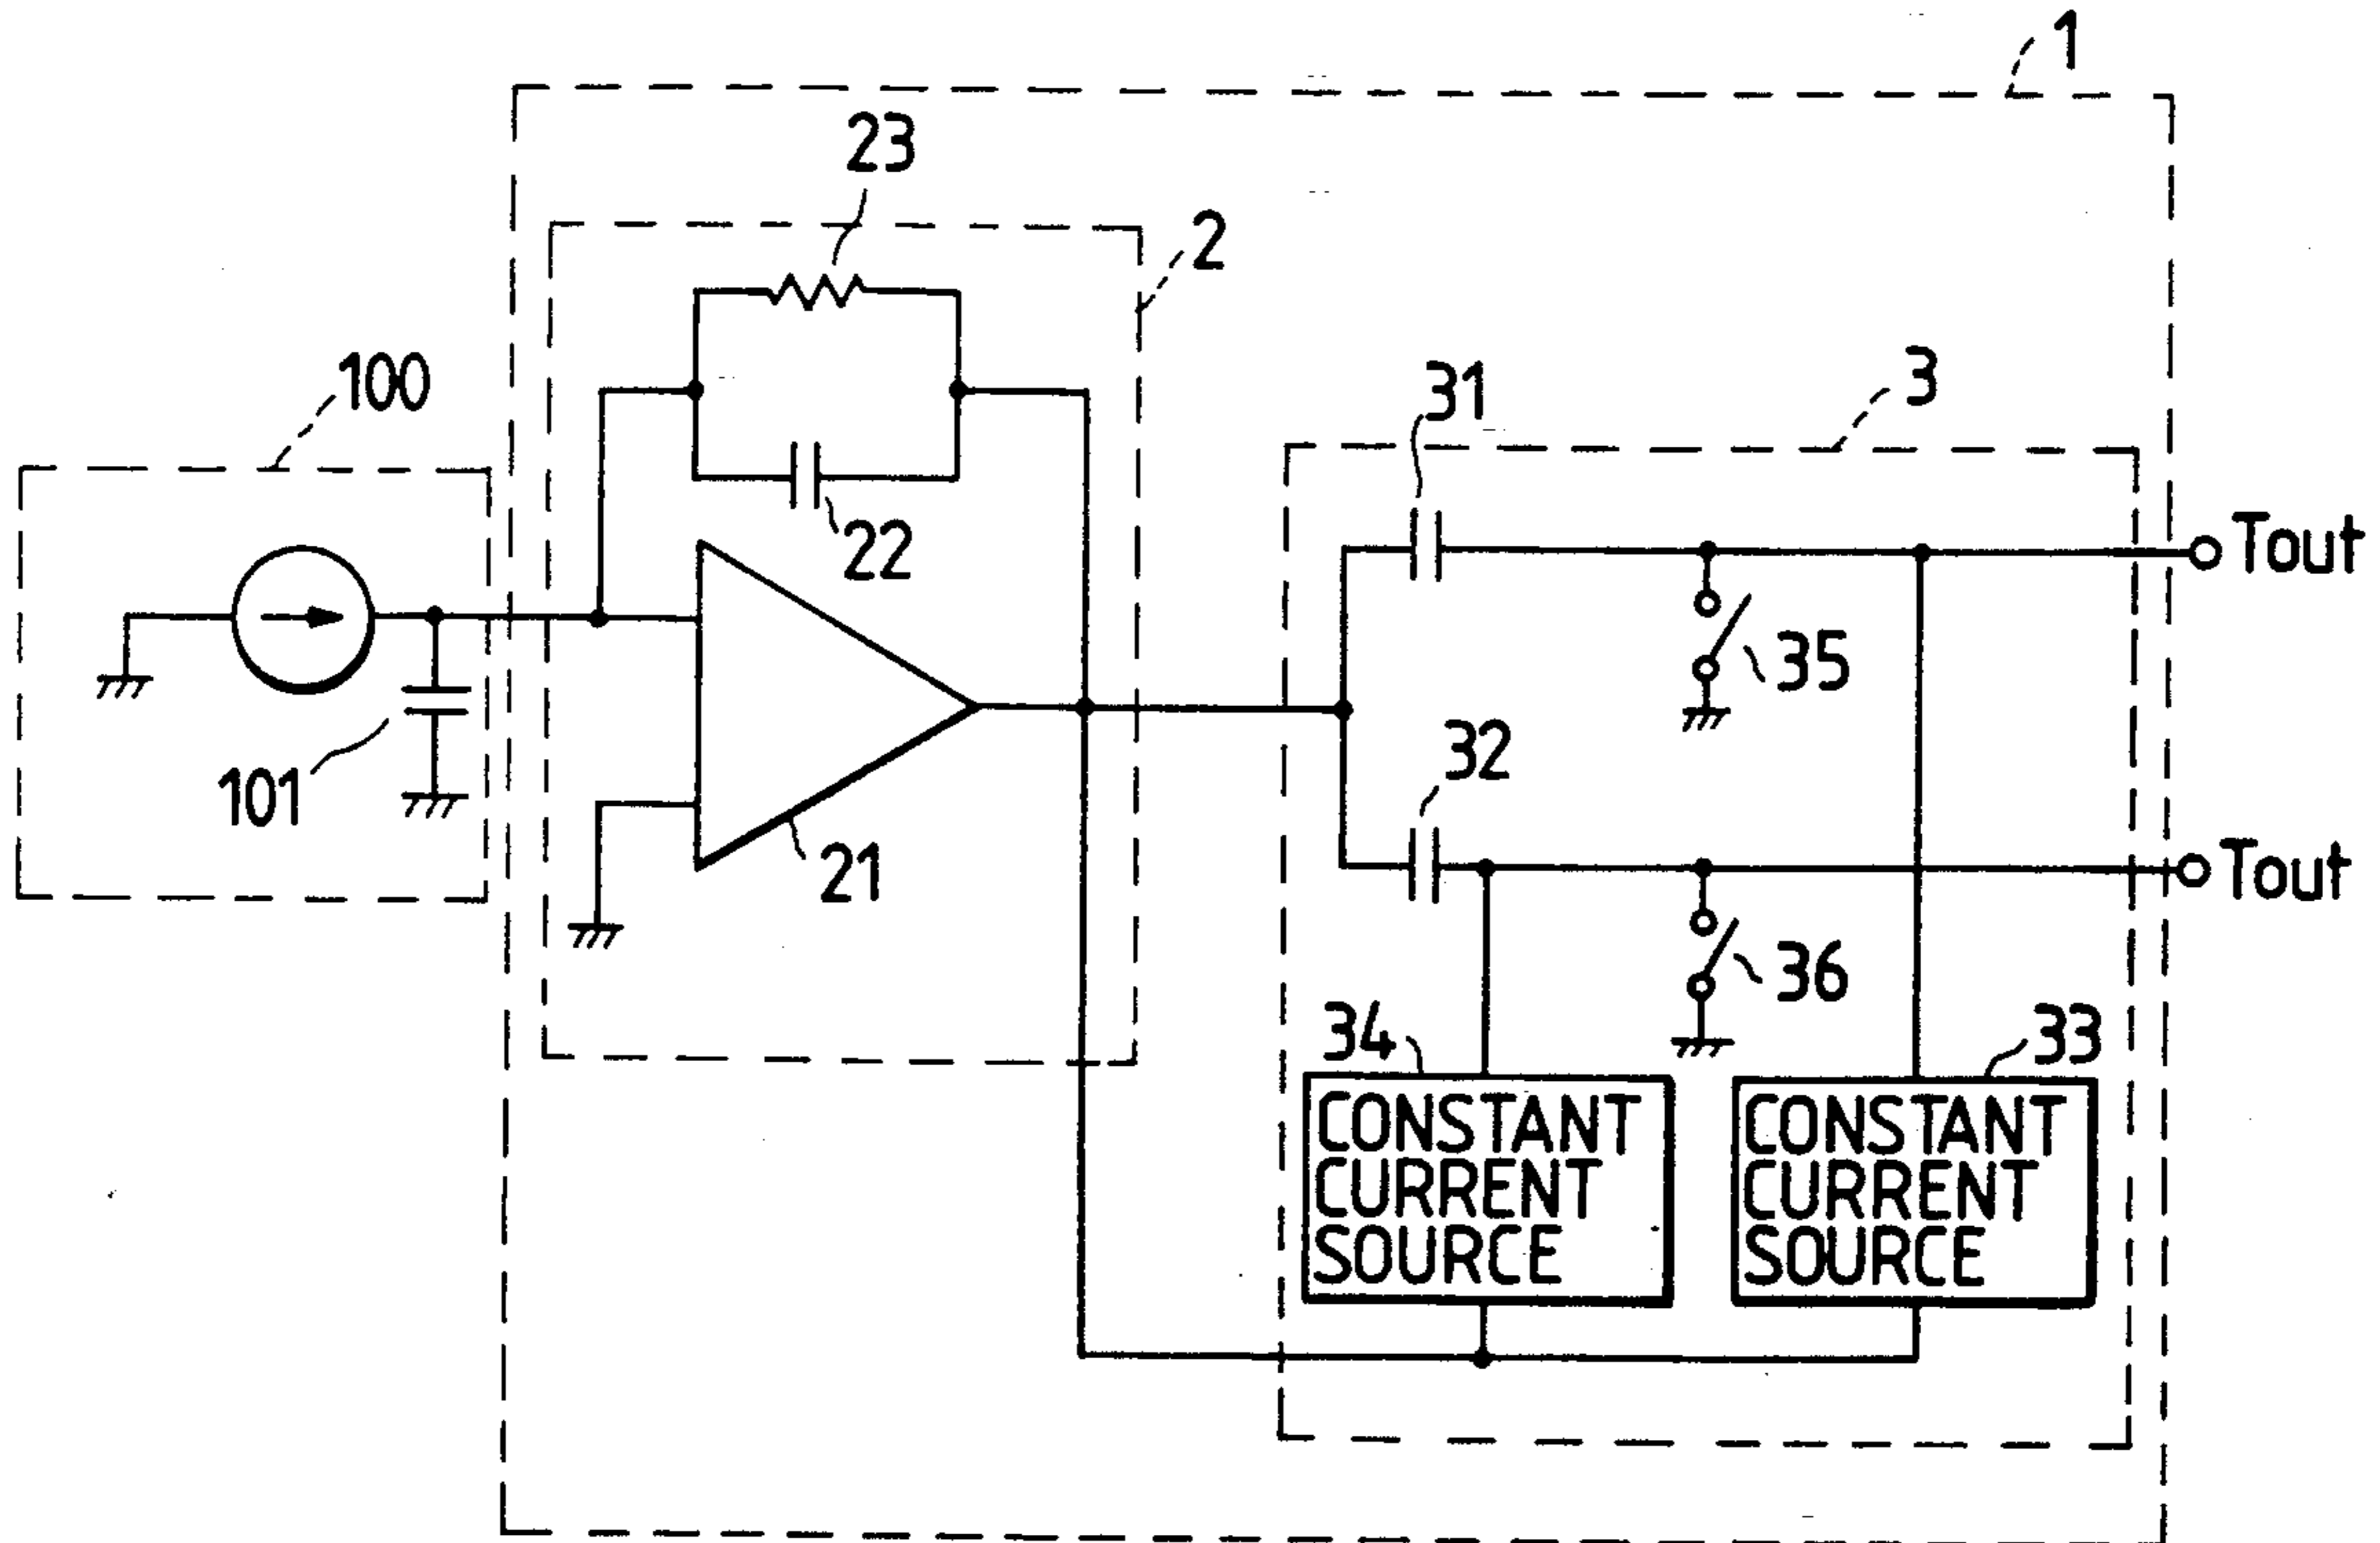 1
23
2
100
31
3
22
Tout
35
32
101
21
Tout
36
34
33
CONSTANT
CURRENT
SOURCE
CONSTANT
CURRENT
SOURCE